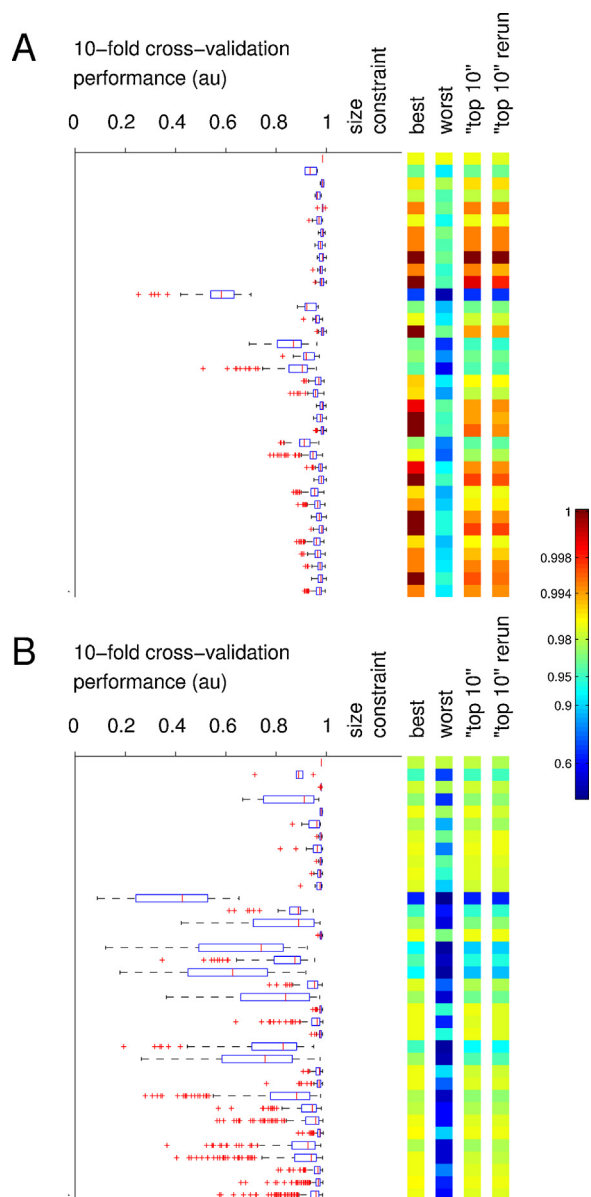 A
10−fold cross−validation
performance (au)
0 0.2 0.4 0.6 0.8 1
size
constraint
best
worst
"top 10"
"top 10" rerun
1
0.998
0.994
0.98
0.95
0.9
0.6
B
10−fold cross−validation
performance (au)
0 0.2 0.4 0.6 0.8 1
size
constraint
best
worst
"top 10"
"top 10" rerun